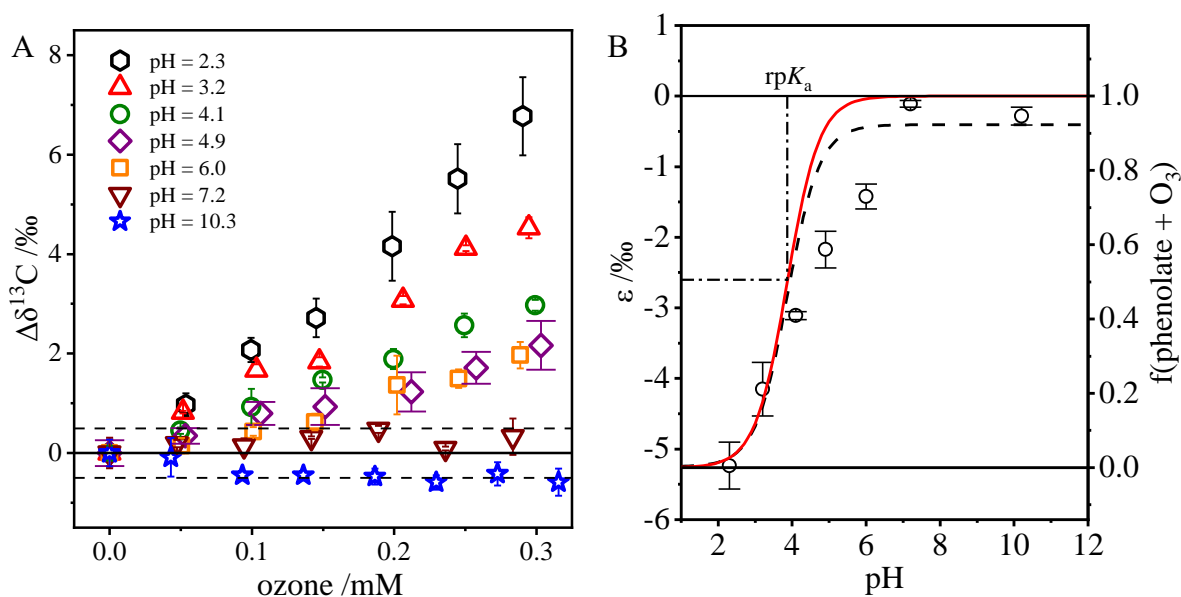 A
pH = 2.3
pH = 3.2
pH = 4.1
pH = 4.9
pH = 6.0
pH = 7.2
pH = 10.3
Δδ¹³C /‰
8
6
4
2
0
0.0 0.1 0.2 0.3
ozone /mM
B
rpKₐ
ε /‰
1
0
-1
-2
-3
-4
-5
-6
2 4 6 8 10 12
pH
1.0
0.8
0.6
0.4
0.2
0.0
f(phenolate + O₃)